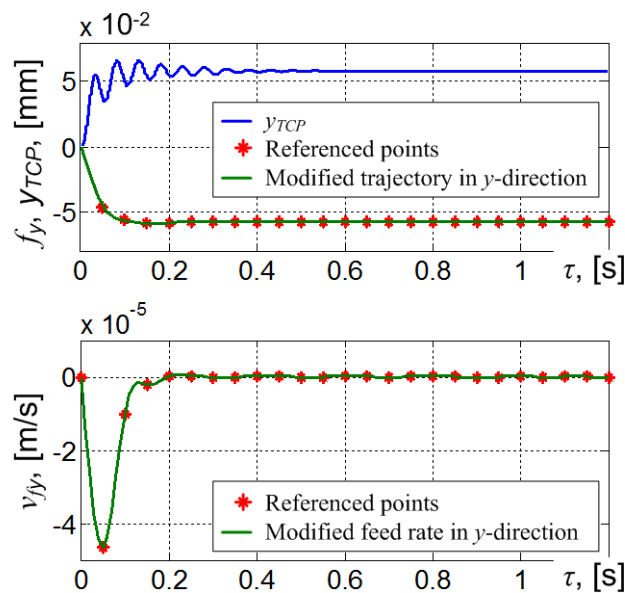 x 10⁻²
5
0
-5
f_y, y_TCP, [mm]
y_TCP
Referenced points
Modified trajectory in y-direction
0 0.2 0.4 0.6 0.8 1 τ, [s]
x 10⁻⁵
0
-2
-4
v_fy, [m/s]
Referenced points
Modified feed rate in y-direction
0 0.2 0.4 0.6 0.8 1 τ, [s]